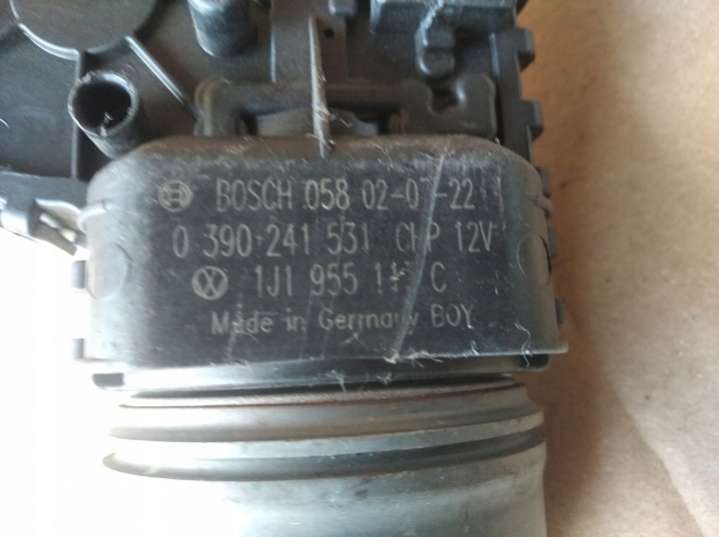 BOSCH 058 02-07-22
0 390 241 531 CHP 12V
1J1 955 C
Made in Germany BOY